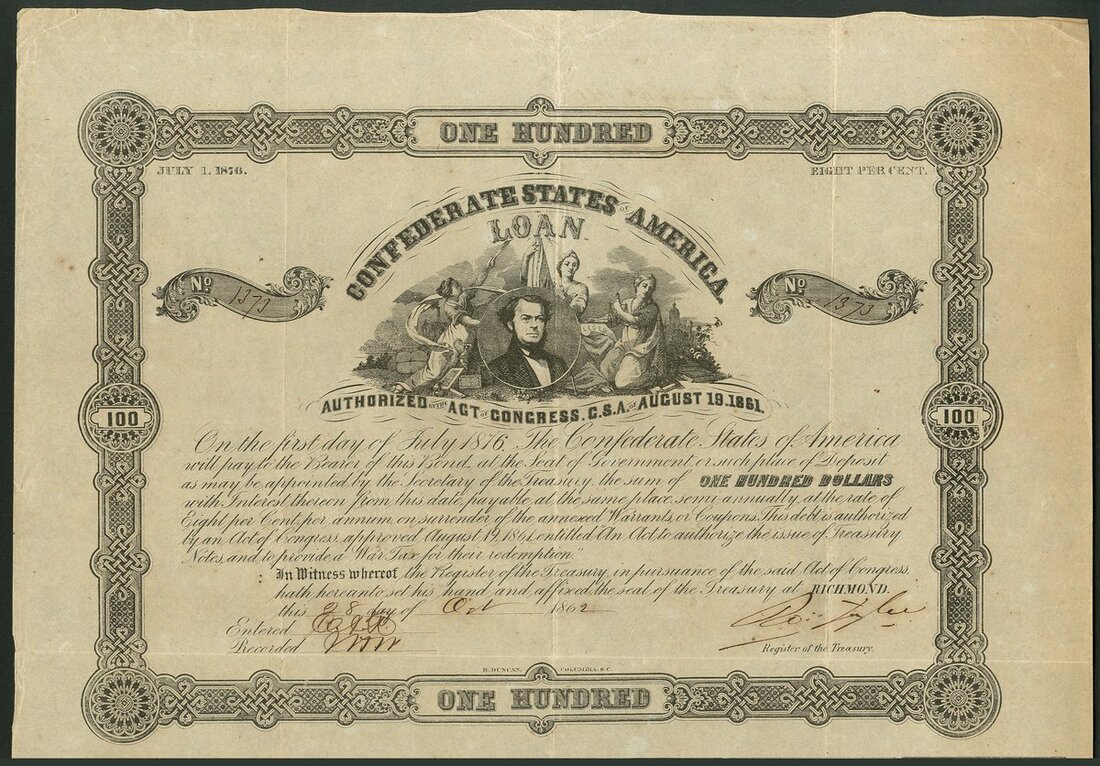 ONE HUNDRED
JULY 1. 1876.
EIGHT PER CENT.
CONFEDERATE STATES OF AMERICA.
LOAN.
No 1373
No 1373
AUTHORIZED BY THE ACT OF CONGRESS, C.S.A. OF AUGUST 19.1861.
100
100
On the first day of July 1876. The Confederate States of America
will pay to the Bearer of this Bond, at the Seat of Government, or such place of Deposit
as may be appointed by the Secretary of the Treasury, the sum of ONE HUNDRED DOLLARS
with Interest thereon from this date, payable at the same place, semi annually, at the rate of
Eight per Cent, per annum on surrender of the annexed Warrants, or Coupons. This debt is authorized
by an Act of Congress, approved August 19. 1861, entitled "An Act to authorize the issue of Treasury
Notes, and to provide a War Tax for their redemption."
In Witness whereof, the Register of the Treasury, in pursuance of the said Act of Congress,
hath hereunto set his hand, and affixed the seal of the Treasury at RICHMOND.
this 28 day of Oct 1862
Entered
Recorded
Ro: Tyler
Register of the Treasury.
B. DUNCAN, COLUMBIA, S.C.
ONE HUNDRED